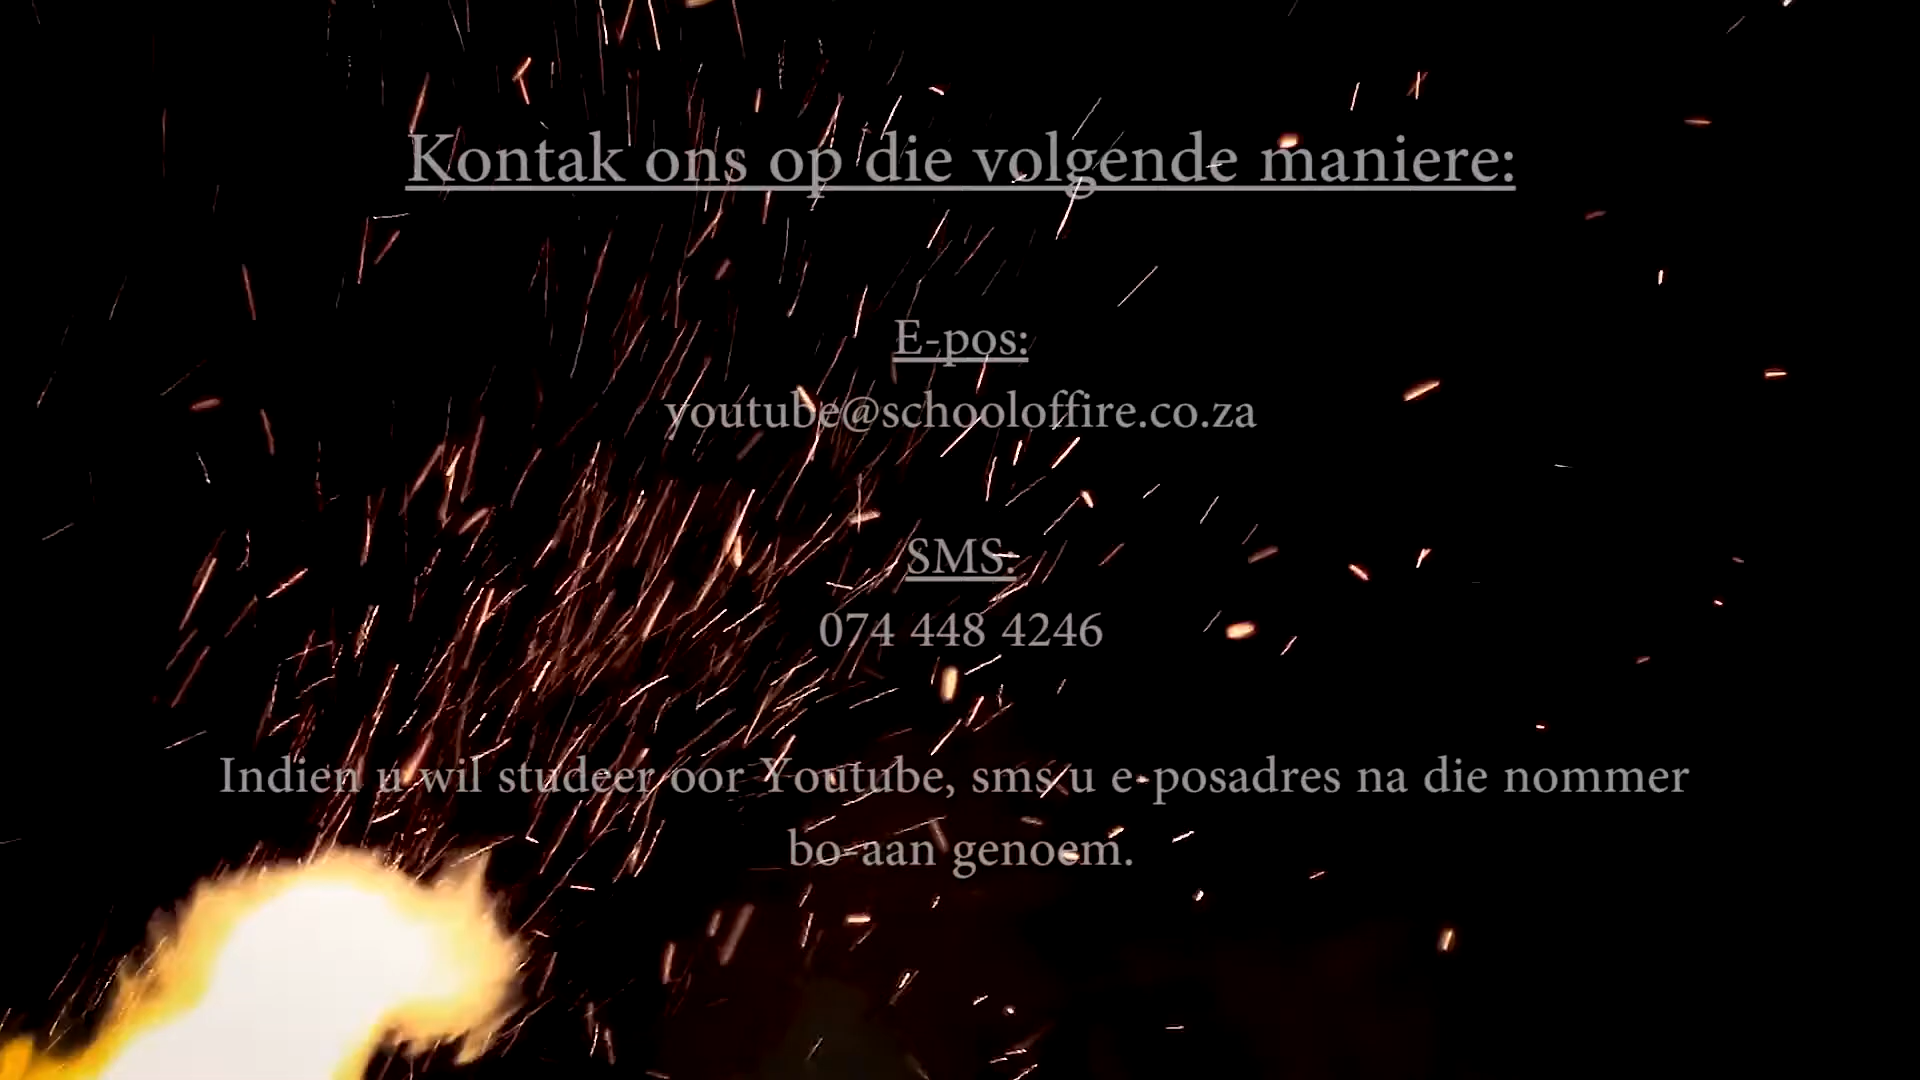 Kontak ons op die volgende maniere:
E-pos:
youtube@schooloffire.co.za
SMS:
074 448 4246
Indien u wil studeer oor Youtube, sms u e-posadres na die nommer
bo-aan genoem.